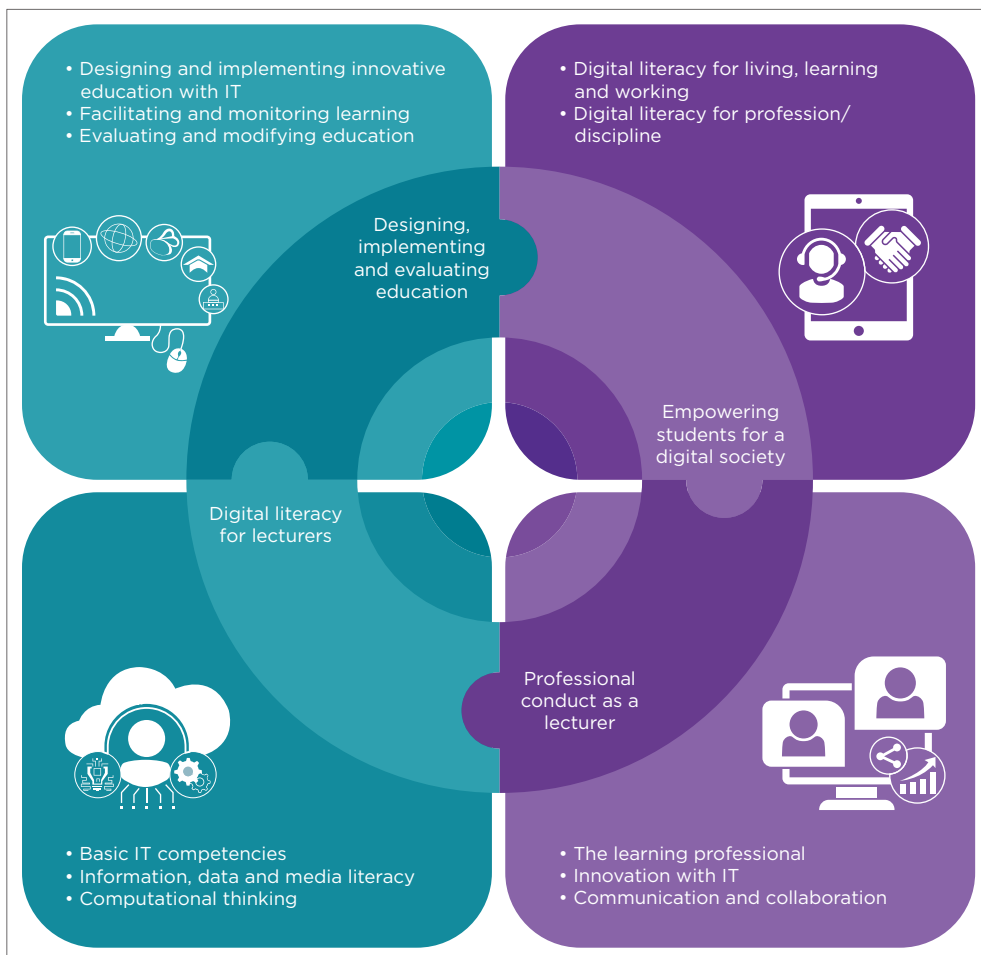 • Designing and implementing innovative
education with IT
• Facilitating and monitoring learning
• Evaluating and modifying education
• Digital literacy for living, learning
and working
• Digital literacy for profession/
discipline
Designing,
implementing
and evaluating
education
Empowering
students for a
digital society
Digital literacy
for lecturers
Professional
conduct as a
lecturer
• Basic IT competencies
• Information, data and media literacy
• Computational thinking
• The learning professional
• Innovation with IT
• Communication and collaboration